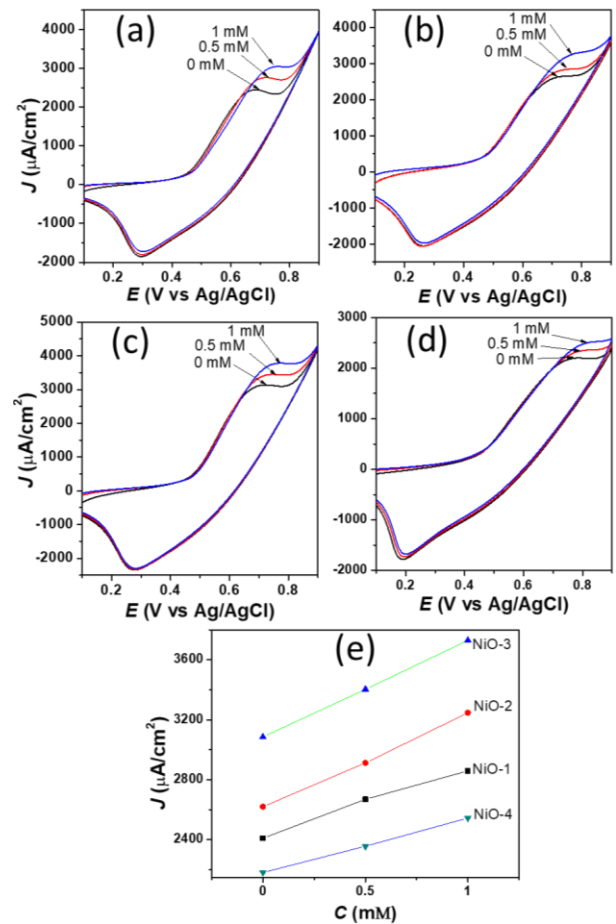 (a)
1 mM
0.5 mM
0 mM
4000
3000
2000
1000
0
-1000
-2000
J (μA/cm²)
0.2 0.4 0.6 0.8
E (V vs Ag/AgCl)
(b)
1 mM
0.5 mM
0 mM
4000
3000
2000
1000
0
-1000
-2000
0.2 0.4 0.6 0.8
E (V vs Ag/AgCl)
(c)
1 mM
0.5 mM
0 mM
5000
4000
3000
2000
1000
0
-1000
-2000
J (μA/cm²)
0.2 0.4 0.6 0.8
E (V vs Ag/AgCl)
(d)
1 mM
0.5 mM
0 mM
3000
2000
1000
0
-1000
-2000
0.2 0.4 0.6 0.8
E (V vs Ag/AgCl)
(e)
3600
3200
2800
2400
J (μA/cm²)
NiO-3
NiO-2
NiO-1
NiO-4
0 0.5 1
C (mM)